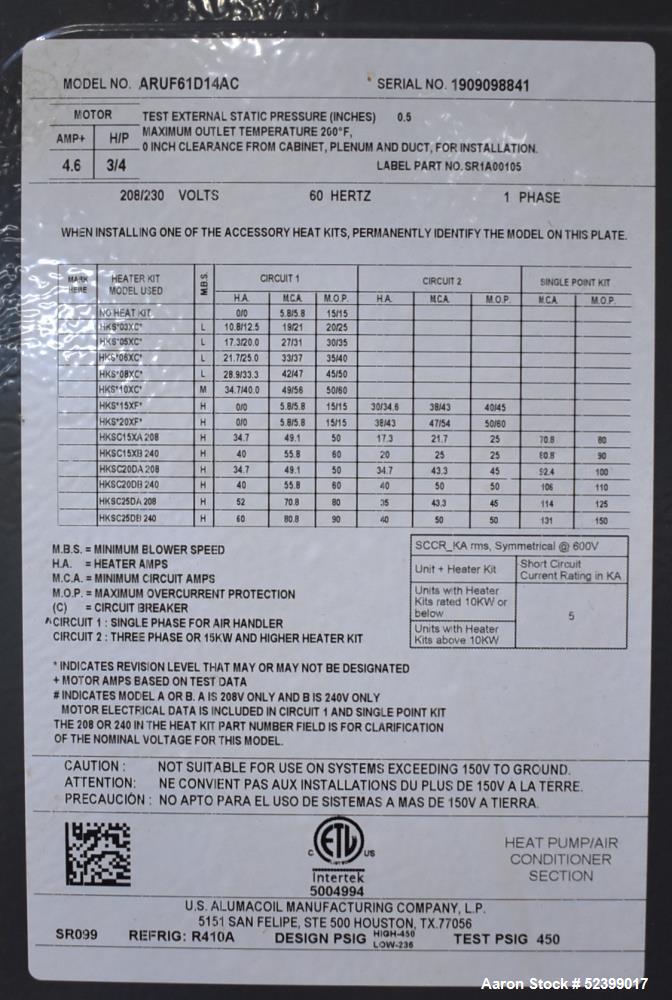 MODEL NO. ARUF61D14AC SERIAL NO. 1909098841
MOTOR
TEST EXTERNAL STATIC PRESSURE (INCHES) 0.5
AMP+ H/P MAXIMUM OUTLET TEMPERATURE 200°F,
0 INCH CLEARANCE FROM CABINET, PLENUM AND DUCT, FOR INSTALLATION.
4.6 3/4 LABEL PART NO. SR1A00105
208/230 VOLTS 60 HERTZ 1 PHASE
WHEN INSTALLING ONE OF THE ACCESSORY HEAT KITS, PERMANENTLY IDENTIFY THE MODEL ON THIS PLATE.
MARK HERE HEATER KIT MODEL USED M.B.S. CIRCUIT 1 CIRCUIT 2 SINGLE POINT KIT
H.A. M.C.A. M.O.P. H.A. M.C.A. M.O.P. M.C.A. M.O.P.
NO HEAT KIT 0/0 5.8/5.8 15/15
HKS*03XC* L 10.8/12.5 19/21 20/25
HKS*05XC* L 17.3/20.0 27/31 30/35
HKS*06XC* L 21.7/25.0 33/37 35/40
HKS*08XC* L 28.9/33.3 42/47 45/50
HKS*10XC* M 34.7/40.0 49/56 50/60
HKS*15XF* H 0/0 5.8/5.8 15/15 30/34.6 38/43 40/45
HKS*20XF* H 0/0 5.8/5.8 15/15 38/43 47/54 50/60
HKSC15XA 208 H 34.7 49.1 50 17.3 21.7 25 70.8 80
HKSC15XB 240 H 40 55.8 60 20 25 25 80.8 90
HKSC20DA 208 H 34.7 49.1 50 34.7 43.3 45 92.4 100
HKSC20DB 240 H 40 55.8 60 40 50 50 106 110
HKSC25DA 208 H 52 70.8 80 35 43.3 45 114 125
HKSC25DB 240 H 60 80.8 90 40 50 50 131 150
M.B.S. = MINIMUM BLOWER SPEED
H.A. = HEATER AMPS
M.C.A. = MINIMUM CIRCUIT AMPS
M.O.P. = MAXIMUM OVERCURRENT PROTECTION
(C) = CIRCUIT BREAKER
^CIRCUIT 1 : SINGLE PHASE FOR AIR HANDLER
CIRCUIT 2 : THREE PHASE OR 15KW AND HIGHER HEATER KIT
SCCR_KA rms, Symmetrical @ 600V
Unit + Heater Kit Short Circuit Current Rating in KA
Units with Heater
Kits rated 10KW or
below
5
Units with Heater
Kits above 10KW
* INDICATES REVISION LEVEL THAT MAY OR MAY NOT BE DESIGNATED
+ MOTOR AMPS BASED ON TEST DATA
# INDICATES MODEL A OR B. A IS 208V ONLY AND B IS 240V ONLY
MOTOR ELECTRICAL DATA IS INCLUDED IN CIRCUIT 1 AND SINGLE POINT KIT
THE 208 OR 240 IN THE HEAT KIT PART NUMBER FIELD IS FOR CLARIFICATION
OF THE NOMINAL VOLTAGE FOR THIS MODEL.
CAUTION : NOT SUITABLE FOR USE ON SYSTEMS EXCEEDING 150V TO GROUND.
ATTENTION: NE CONVIENT PAS AUX INSTALLATIONS DU PLUS DE 150V A LA TERRE.
PRECAUCIÓN : NO APTO PARA EL USO DE SISTEMAS A MAS DE 150V A TIERRA.
C ETL US
Intertek
5004994
HEAT PUMP/AIR
CONDITIONER
SECTION
U.S. ALUMACOIL MANUFACTURING COMPANY, L.P.
5151 SAN FELIPE, STE 500 HOUSTON, TX.77056
SR099 REFRIG: R410A DESIGN PSIG HIGH-450 LOW-236 TEST PSIG 450
Aaron Stock # 52399017